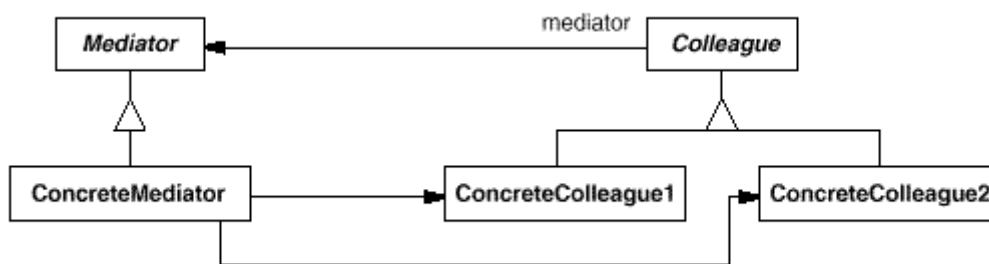 mediator
Mediator
Colleague
ConcreteMediator
ConcreteColleague1
ConcreteColleague2